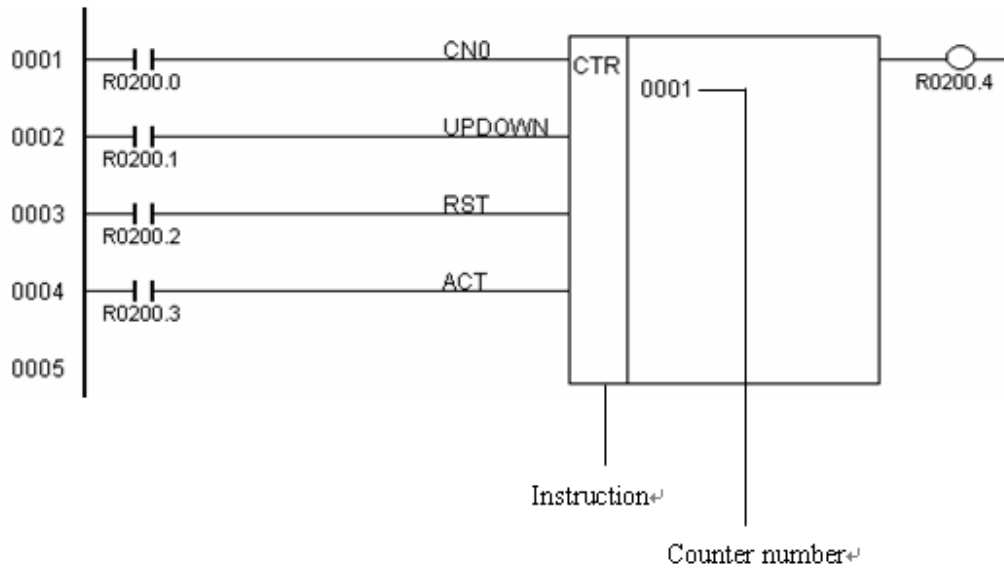 0001 CN0 CTR
R0200.0 0001 R0200.4
0002 UPDOWN
R0200.1
0003 RST
R0200.2
0004 ACT
R0200.3
0005
Instruction↵
Counter number↵